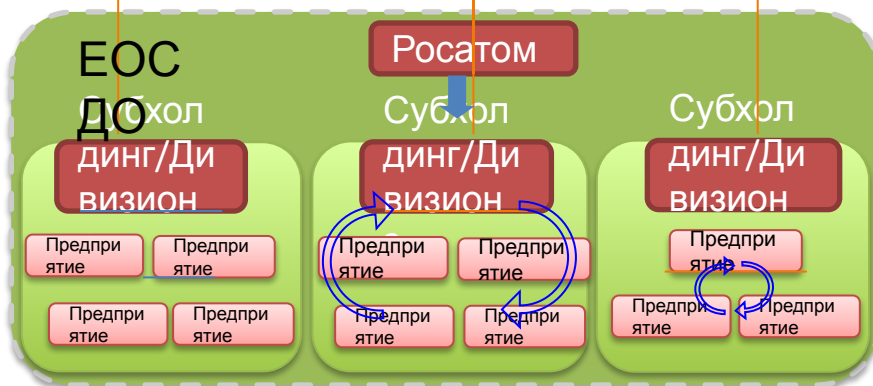 ЕОС
ДО
Росатом
Субхол
динг/Ди
визион
Субхол
динг/Ди
визион
Субхол
динг/Ди
визион
Предпри
ятие
Предпри
ятие
Предпри
ятие
Предпри
ятие
Предпри
ятие
Предпри
ятие
Предпри
ятие
Предпри
ятие
Предпри
ятие
Предпри
ятие
Предпри
ятие